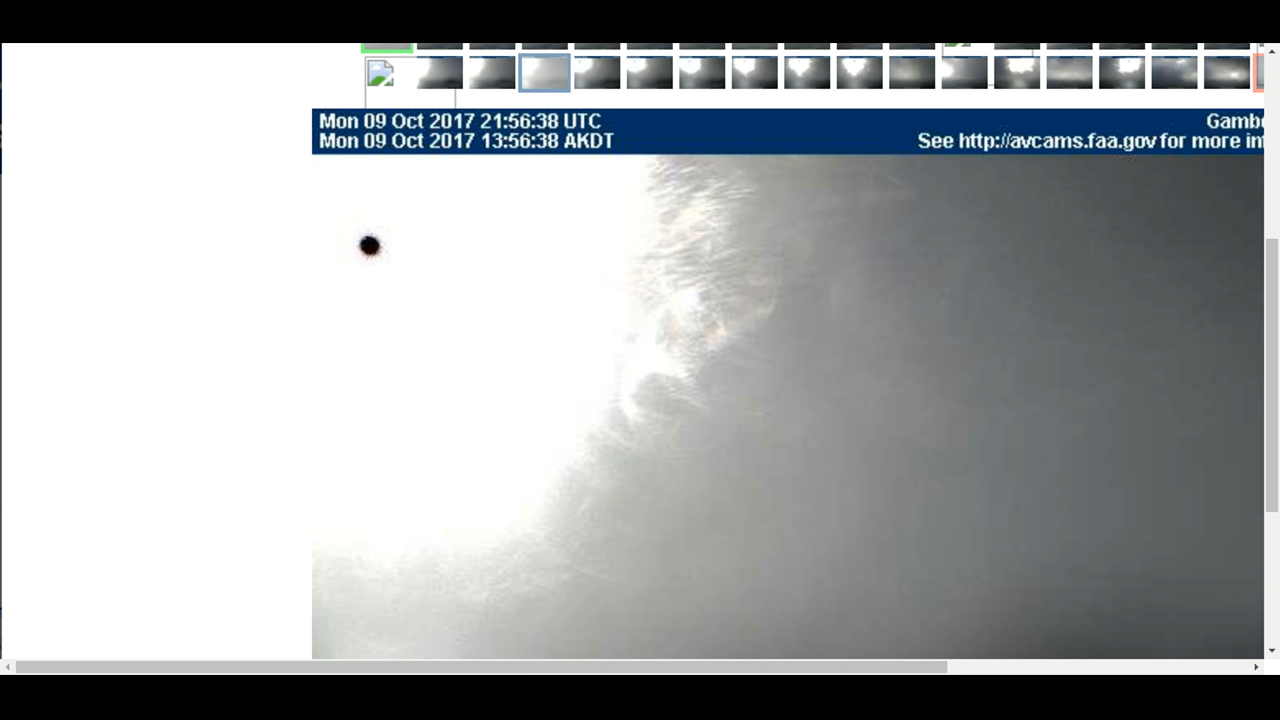 Mon 09 Oct 2017 21:56:38 UTC
Mon 09 Oct 2017 13:56:38 AKDT
See http://avcams.faa.gov for more